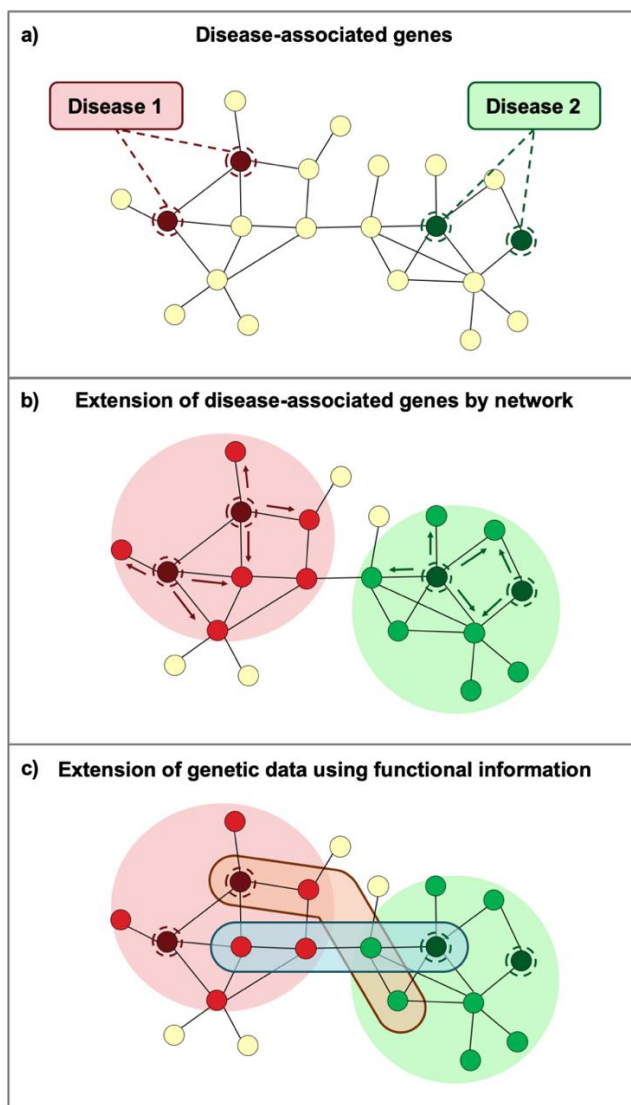 a)
Disease-associated genes
Disease 1
Disease 2
b)
Extension of disease-associated genes by network
c)
Extension of genetic data using functional information